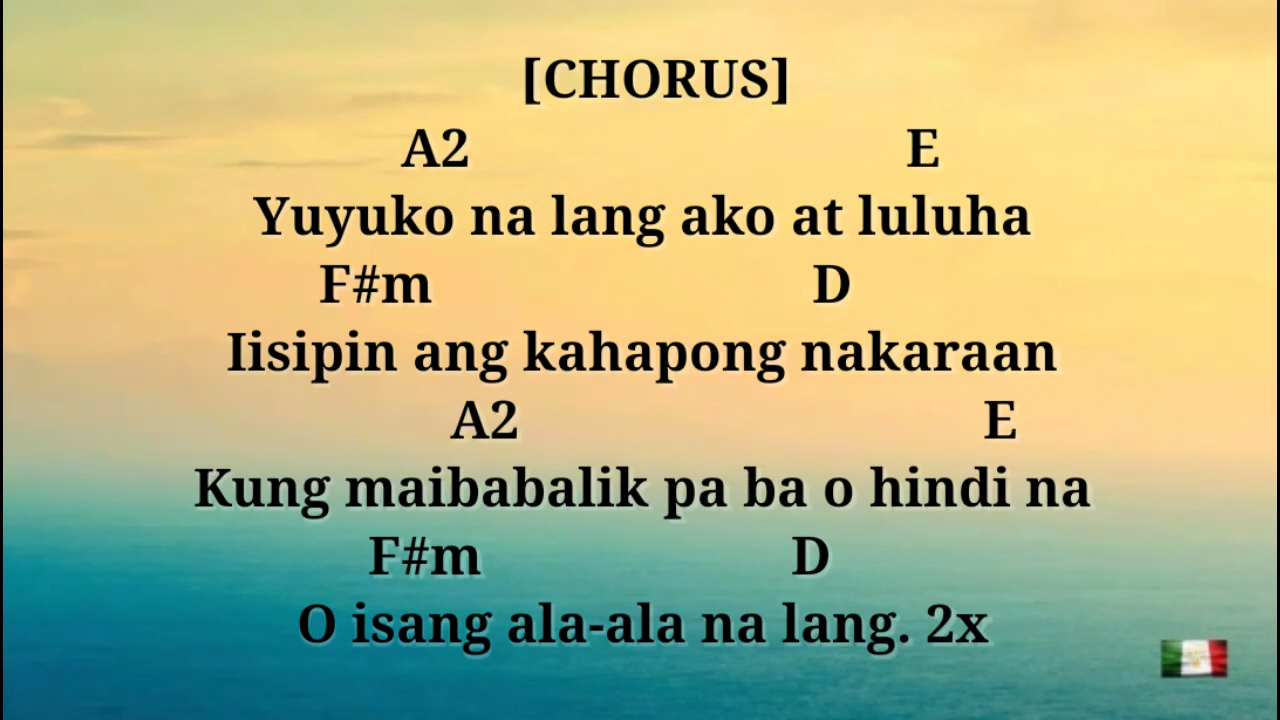 [CHORUS]
A2 E
Yuyuko na lang ako at luluha
F#m D
Iisipin ang kahapong nakaraan
A2 E
Kung maibabalik pa ba o hindi na
F#m D
O isang ala-ala na lang. 2x